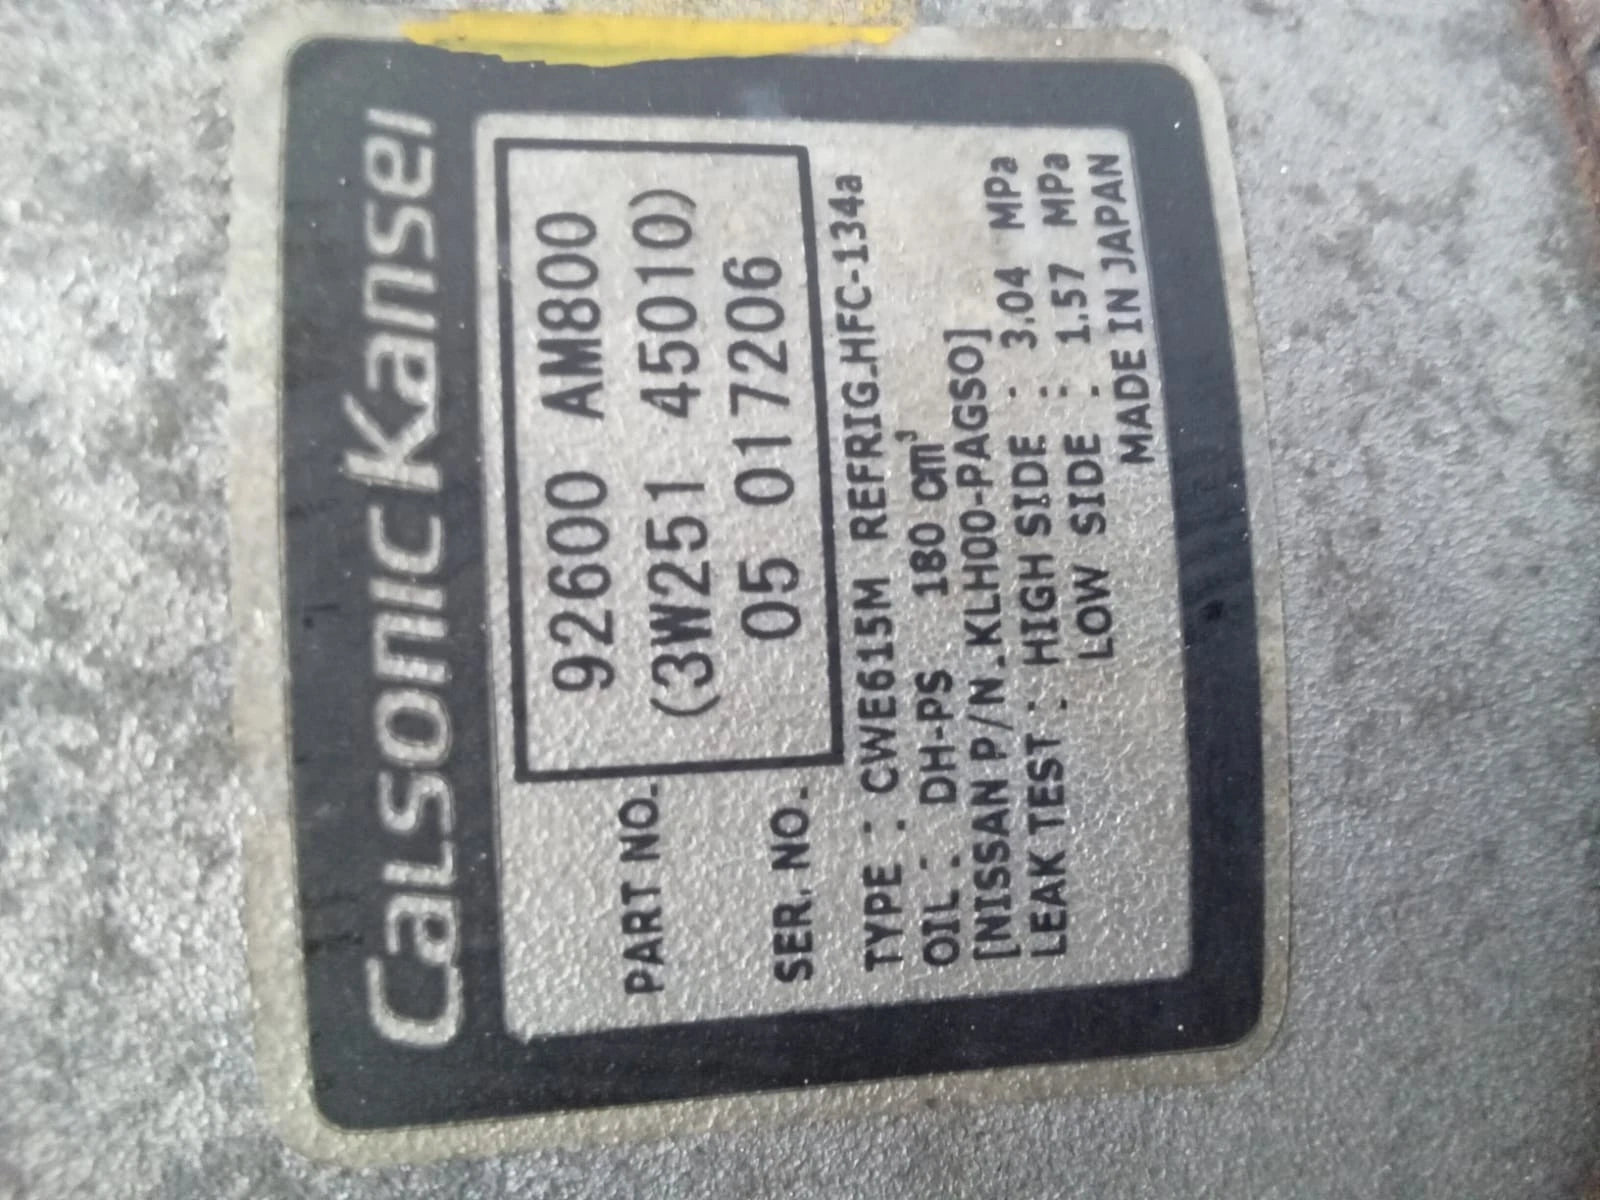 CalsonicKansei
PART NO. 92600 AM800
(3W251 45010)
SER. NO. 05 017206
TYPE : CWE615M REFRIG.HFC-134a
OIL : DH-PS 180 cm³
[NISSAN P/N.KLH00-PAGSO]
LEAK TEST : HIGH SIDE : 3.04 MPa
LOW SIDE : 1.57 MPa
MADE IN JAPAN